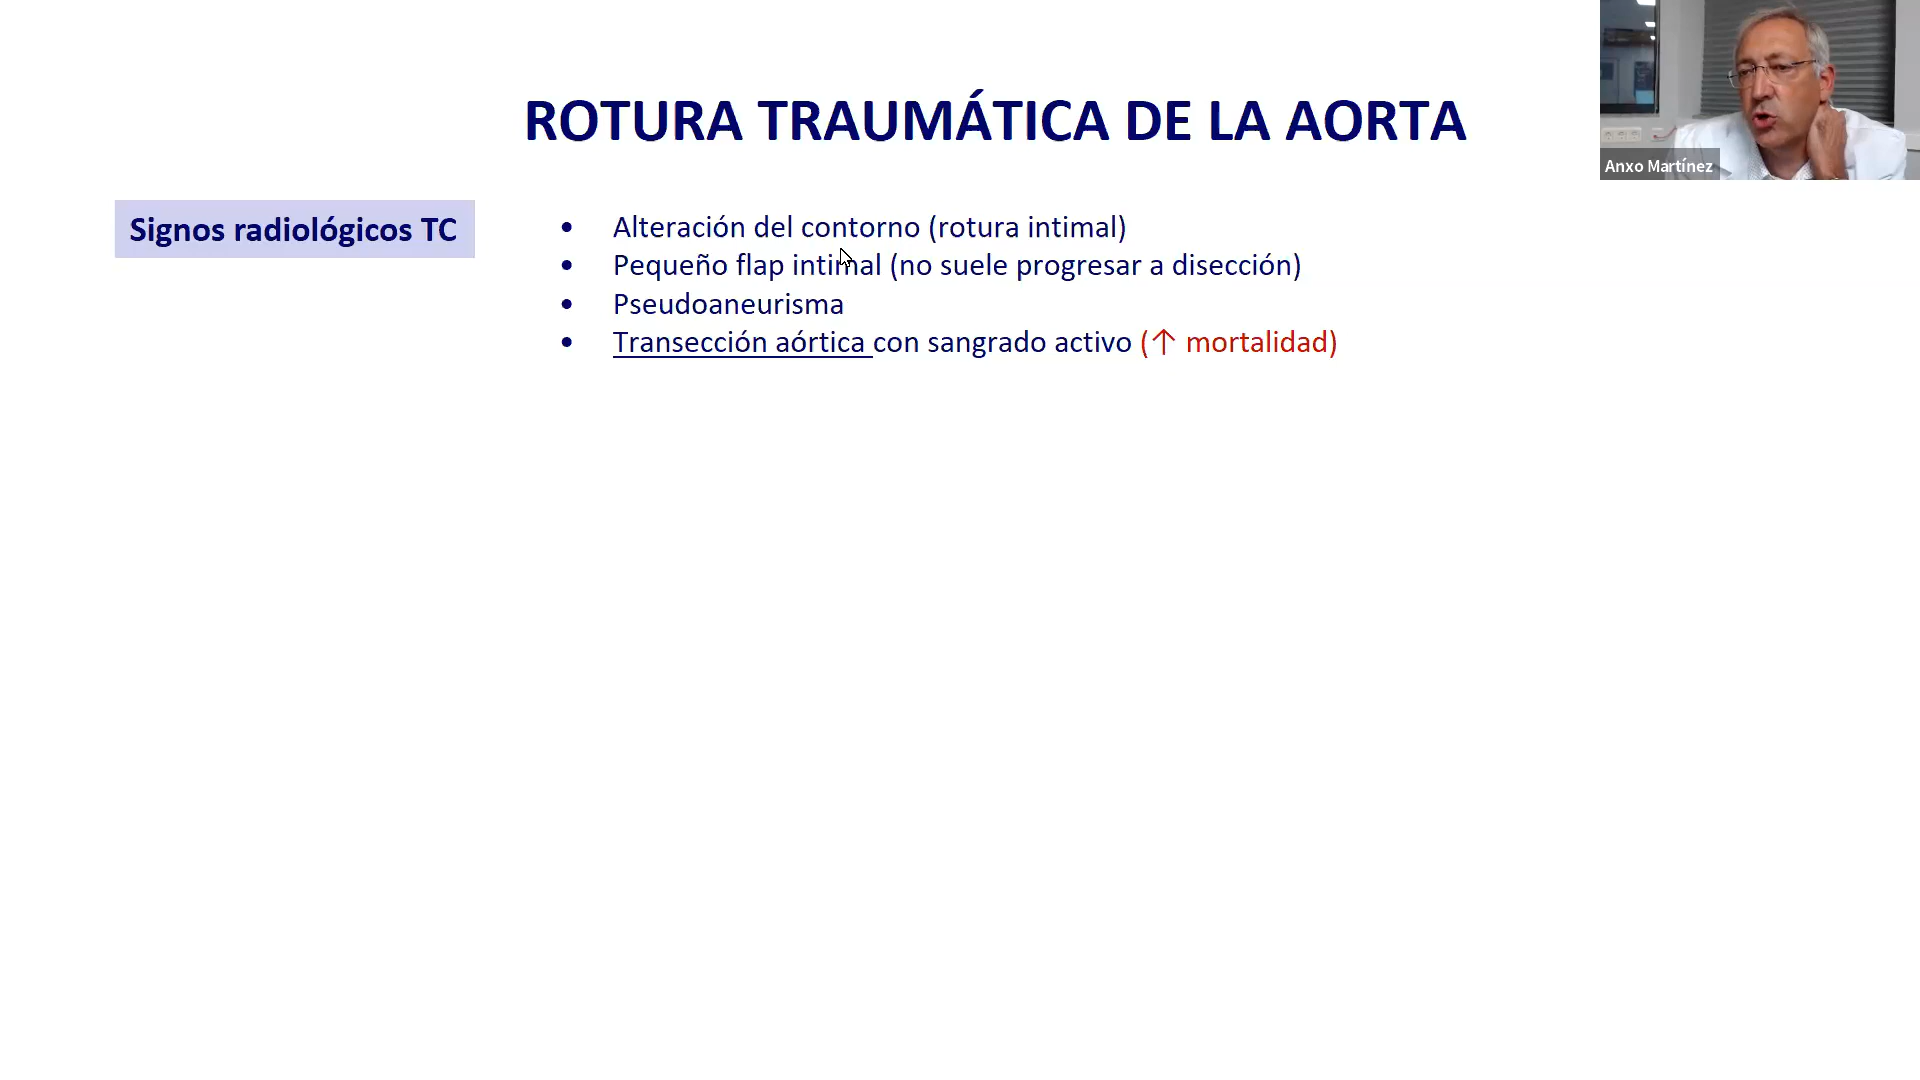 ROTURA TRAUMÁTICA DE LA AORTA
Anxo Martínez
Signos radiológicos TC
• Alteración del contorno (rotura intimal)
• Pequeño flap intimal (no suele progresar a disección)
• Pseudoaneurisma
• Transección aórtica con sangrado activo (↑ mortalidad)